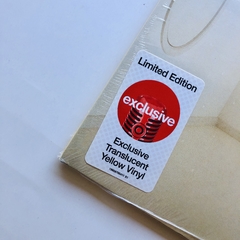 Limited Edition
exclusive
Exclusive
Translucent
Yellow Vinyl